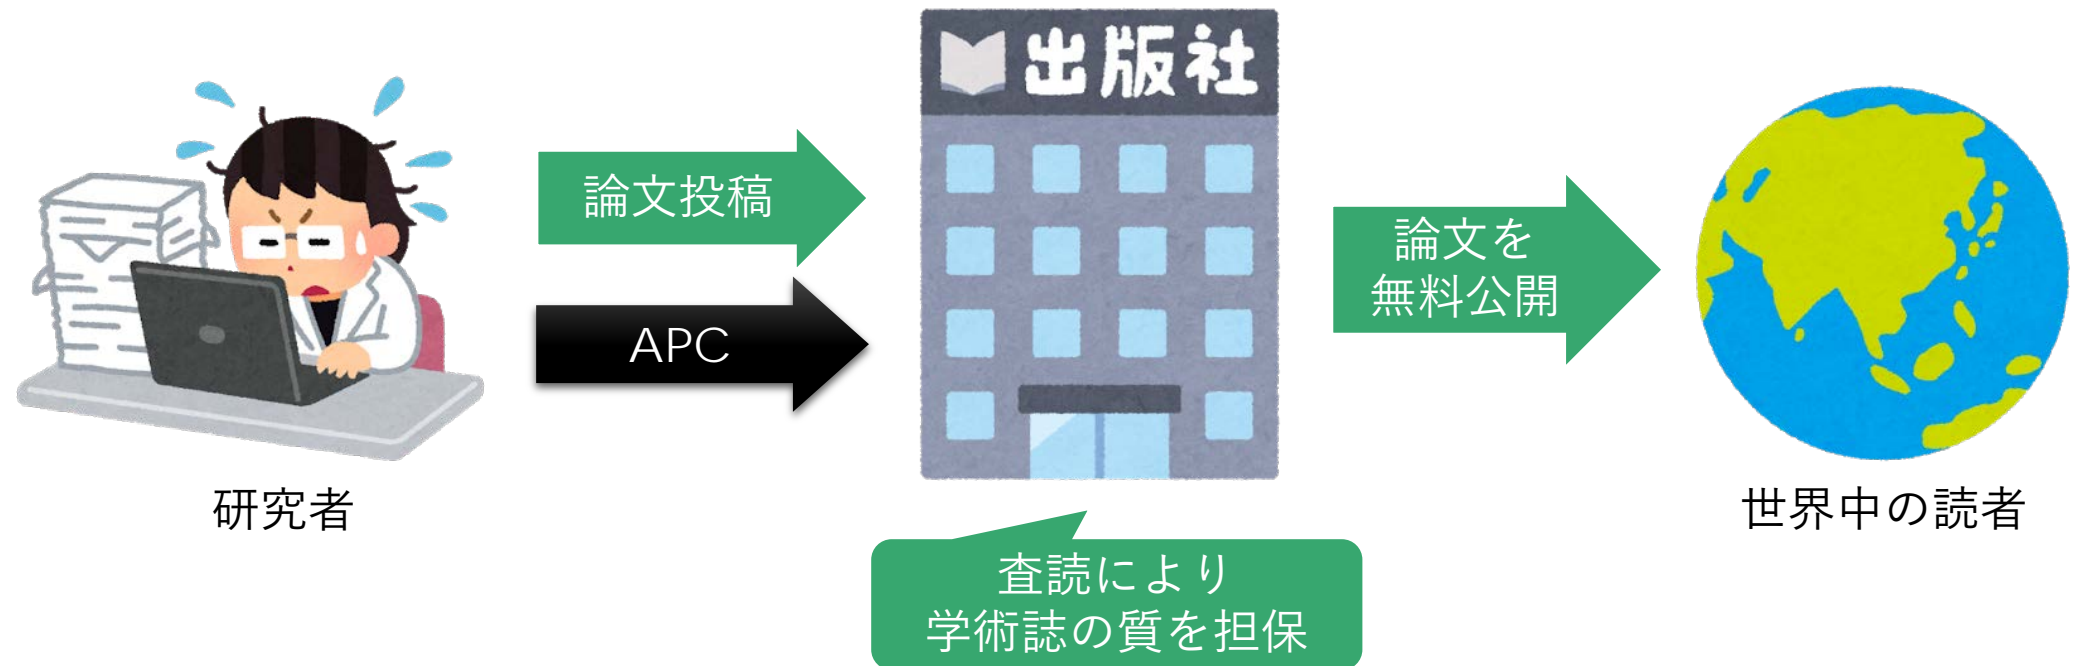 出版社
論文投稿
APC
論文を
無料公開
研究者
世界中の読者
査読により
学術誌の質を担保